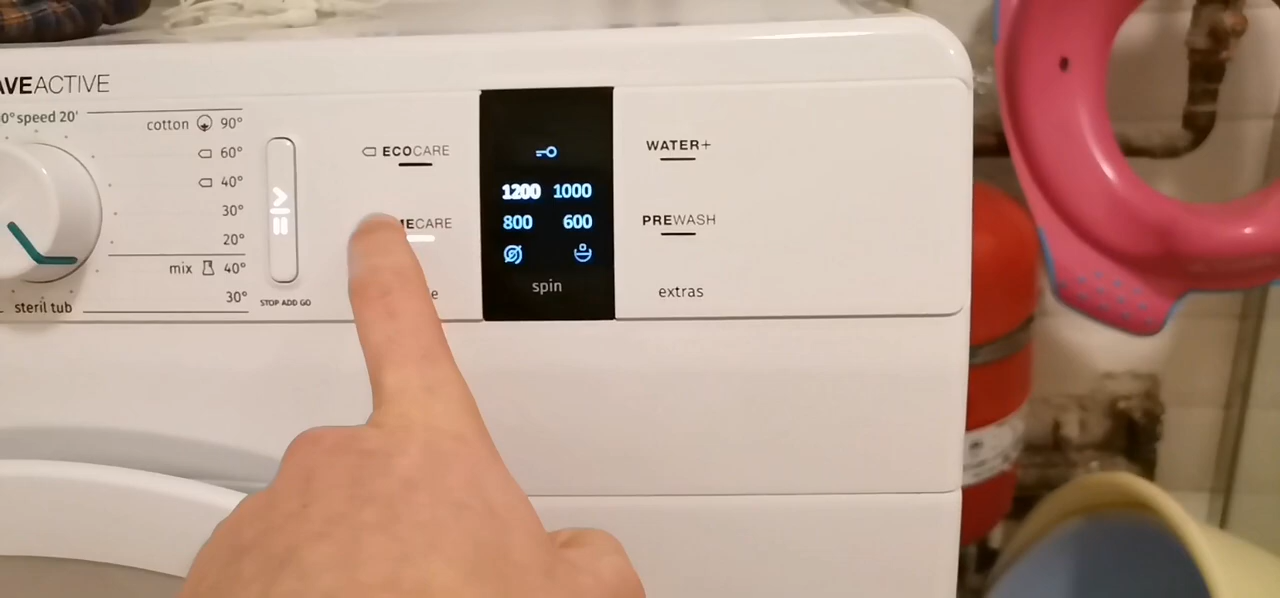 AVEACTIVE
0° speed 20'
cotton 90°
60°
40°
30°
20°
mix 40°
30°
steril tub
STOP ADD GO
ECOCARE
MECARE
e
1200 1000
800 600
spin
WATER+
PREWASH
extras